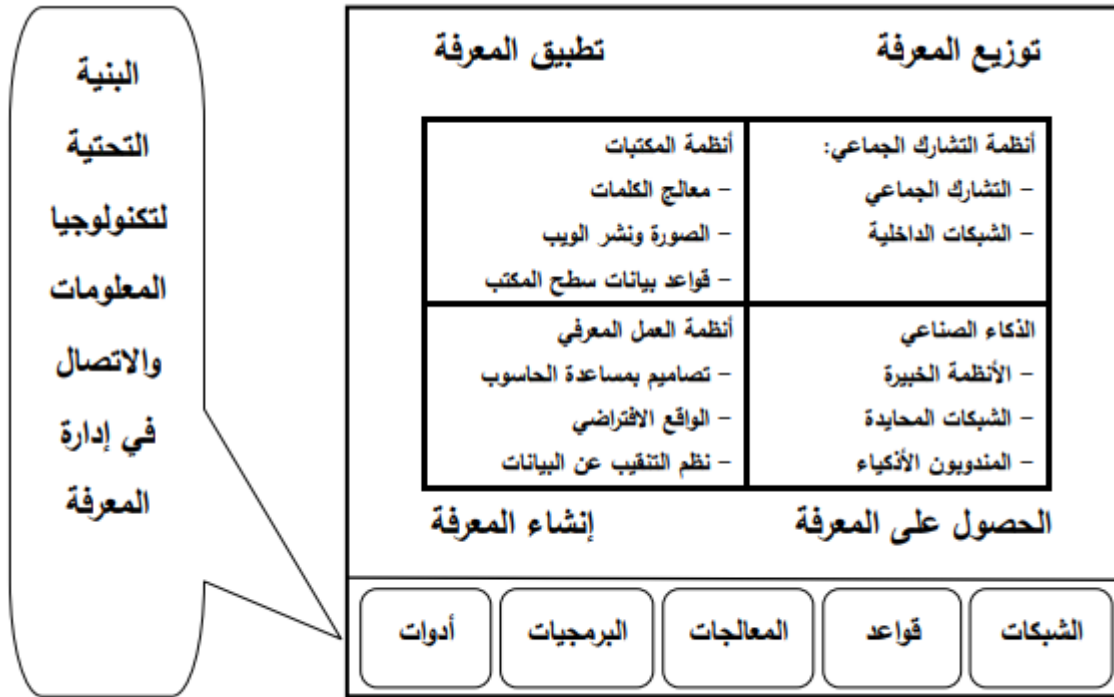 توزيع المعرفة
تطبيق المعرفة
أنظمة التشارك الجماعي:
- التشارك الجماعي
- الشبكات الداخلية
أنظمة المكتبات
- معالج الكلمات
- الصورة ونشر الويب
- قواعد بيانات سطح المكتب
الذكاء الصناعي
- الأنظمة الخبيرة
- الشبكات المحايدة
- المندوبون الأذكياء
أنظمة العمل المعرفي
- تصاميم بمساعدة الحاسوب
- الواقع الافتراضي
- نظم التنقيب عن البيانات
الحصول على المعرفة
إنشاء المعرفة
الشبكات
قواعد
المعالجات
البرمجيات
أدوات
البنية
التحتية
لتكنولوجيا
المعلومات
والاتصال
في إدارة
المعرفة